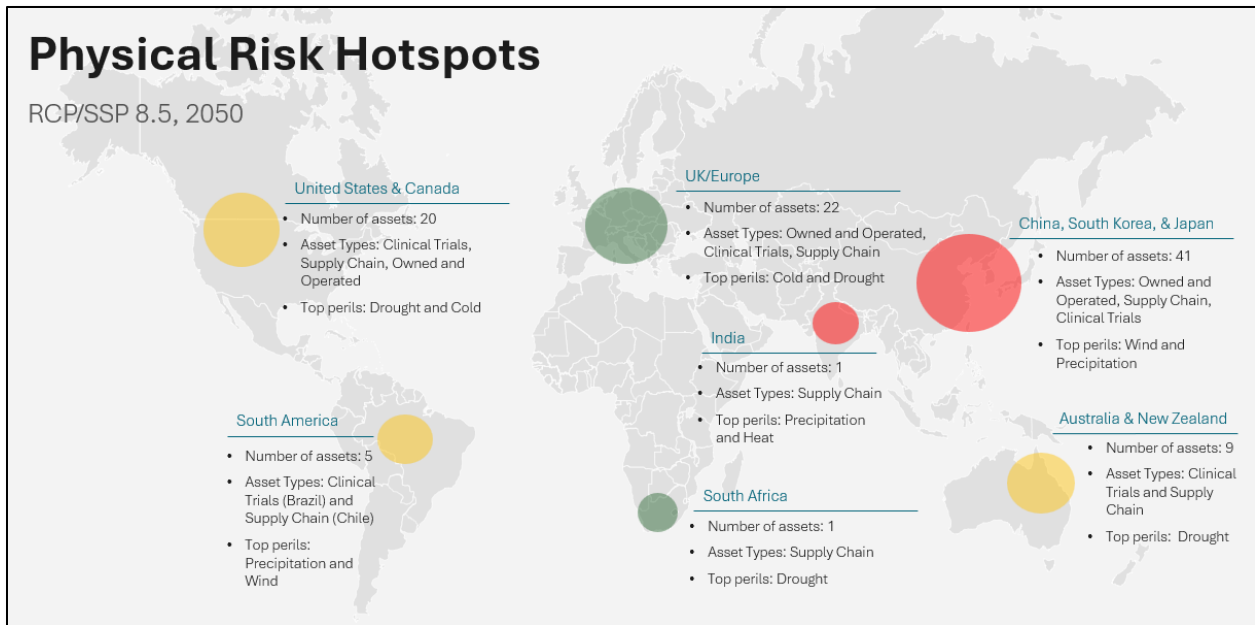 Physical Risk Hotspots
RCP/SSP 8.5, 2050
United States & Canada
• Number of assets: 20
• Asset Types: Clinical Trials,
Supply Chain, Owned and
Operated
• Top perils: Drought and Cold
UK/Europe
• Number of assets: 22
• Asset Types: Owned and Operated,
Clinical Trials, Supply Chain
• Top perils: Cold and Drought
China, South Korea, & Japan
• Number of assets: 41
• Asset Types: Owned and
Operated, Supply Chain,
Clinical Trials
• Top perils: Wind and
Precipitation
India
• Number of assets: 1
• Asset Types: Supply Chain
• Top perils: Precipitation
and Heat
South America
• Number of assets: 5
• Asset Types: Clinical
Trials (Brazil) and
Supply Chain (Chile)
• Top perils:
Precipitation and
Wind
South Africa
• Number of assets: 1
• Asset Types: Supply Chain
• Top perils: Drought
Australia & New Zealand
• Number of assets: 9
• Asset Types: Clinical
Trials and Supply
Chain
• Top perils: Drought